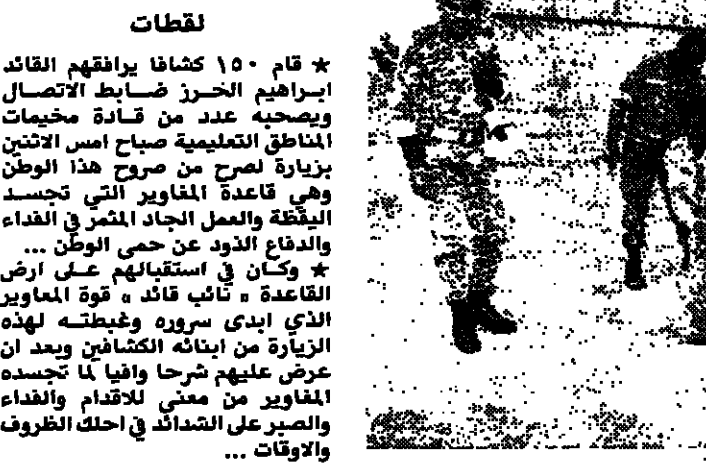 لقطات
★ قام ١٥٠ كشافا يرافقهم القائد
ابراهيم الخرز ضابط الاتصال
ويصحبه عدد من قادة مخيمات
المناطق التعليمية صباح امس الاثنين
بزيارة لصرح من صروح هذا الوطن
وهي قاعدة المغاوير التي تجسد
اليقظة والعمل الجاد المثمر في الفداء
والدفاع الذود عن حمى الوطن ...
★ وكان في استقبالهم على ارض
القاعدة « نائب قائد » قوة المعاوير
الذي ابدى سروره وغبطته لهذه
الزيارة من ابنائه الكشافين وبعد ان
عرض عليهم شرحا وافيا لما تجسده
المغاوير من معني للاقدام والفداء
والصبر على الشدائد في احلك الظروف
والاوقات ...